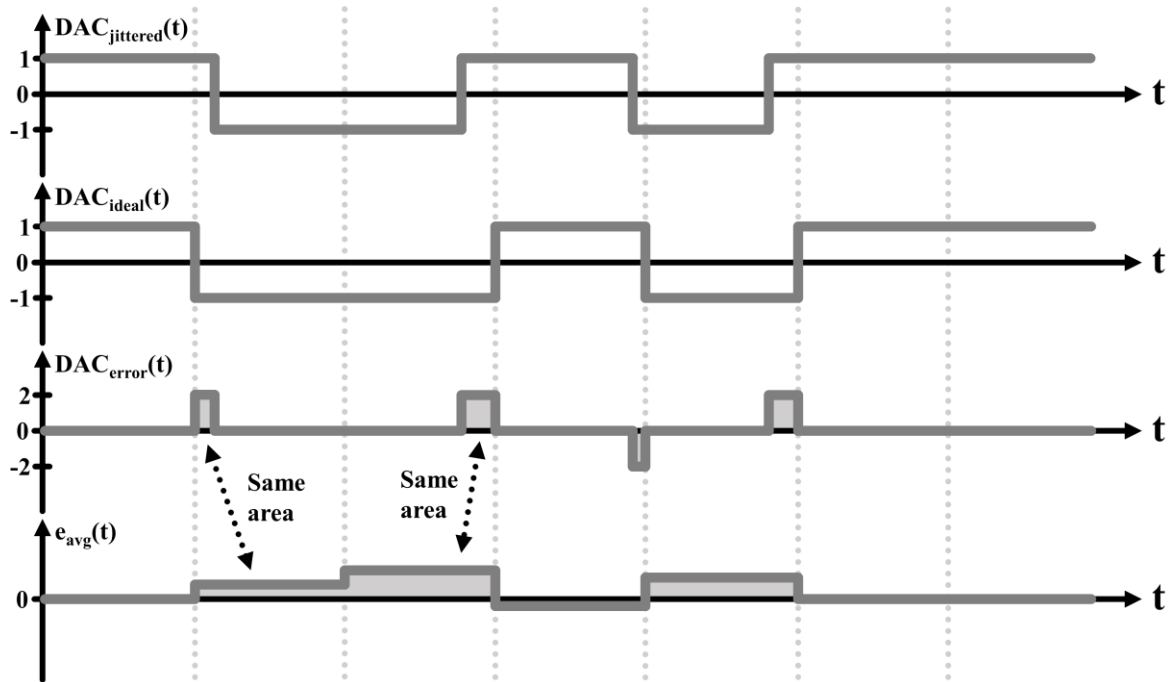 DACjittered(t)
1
0
-1
t
DACideal(t)
1
0
-1
t
DACerror(t)
2
0
-2
t
Same
area
Same
area
eavg(t)
0
t